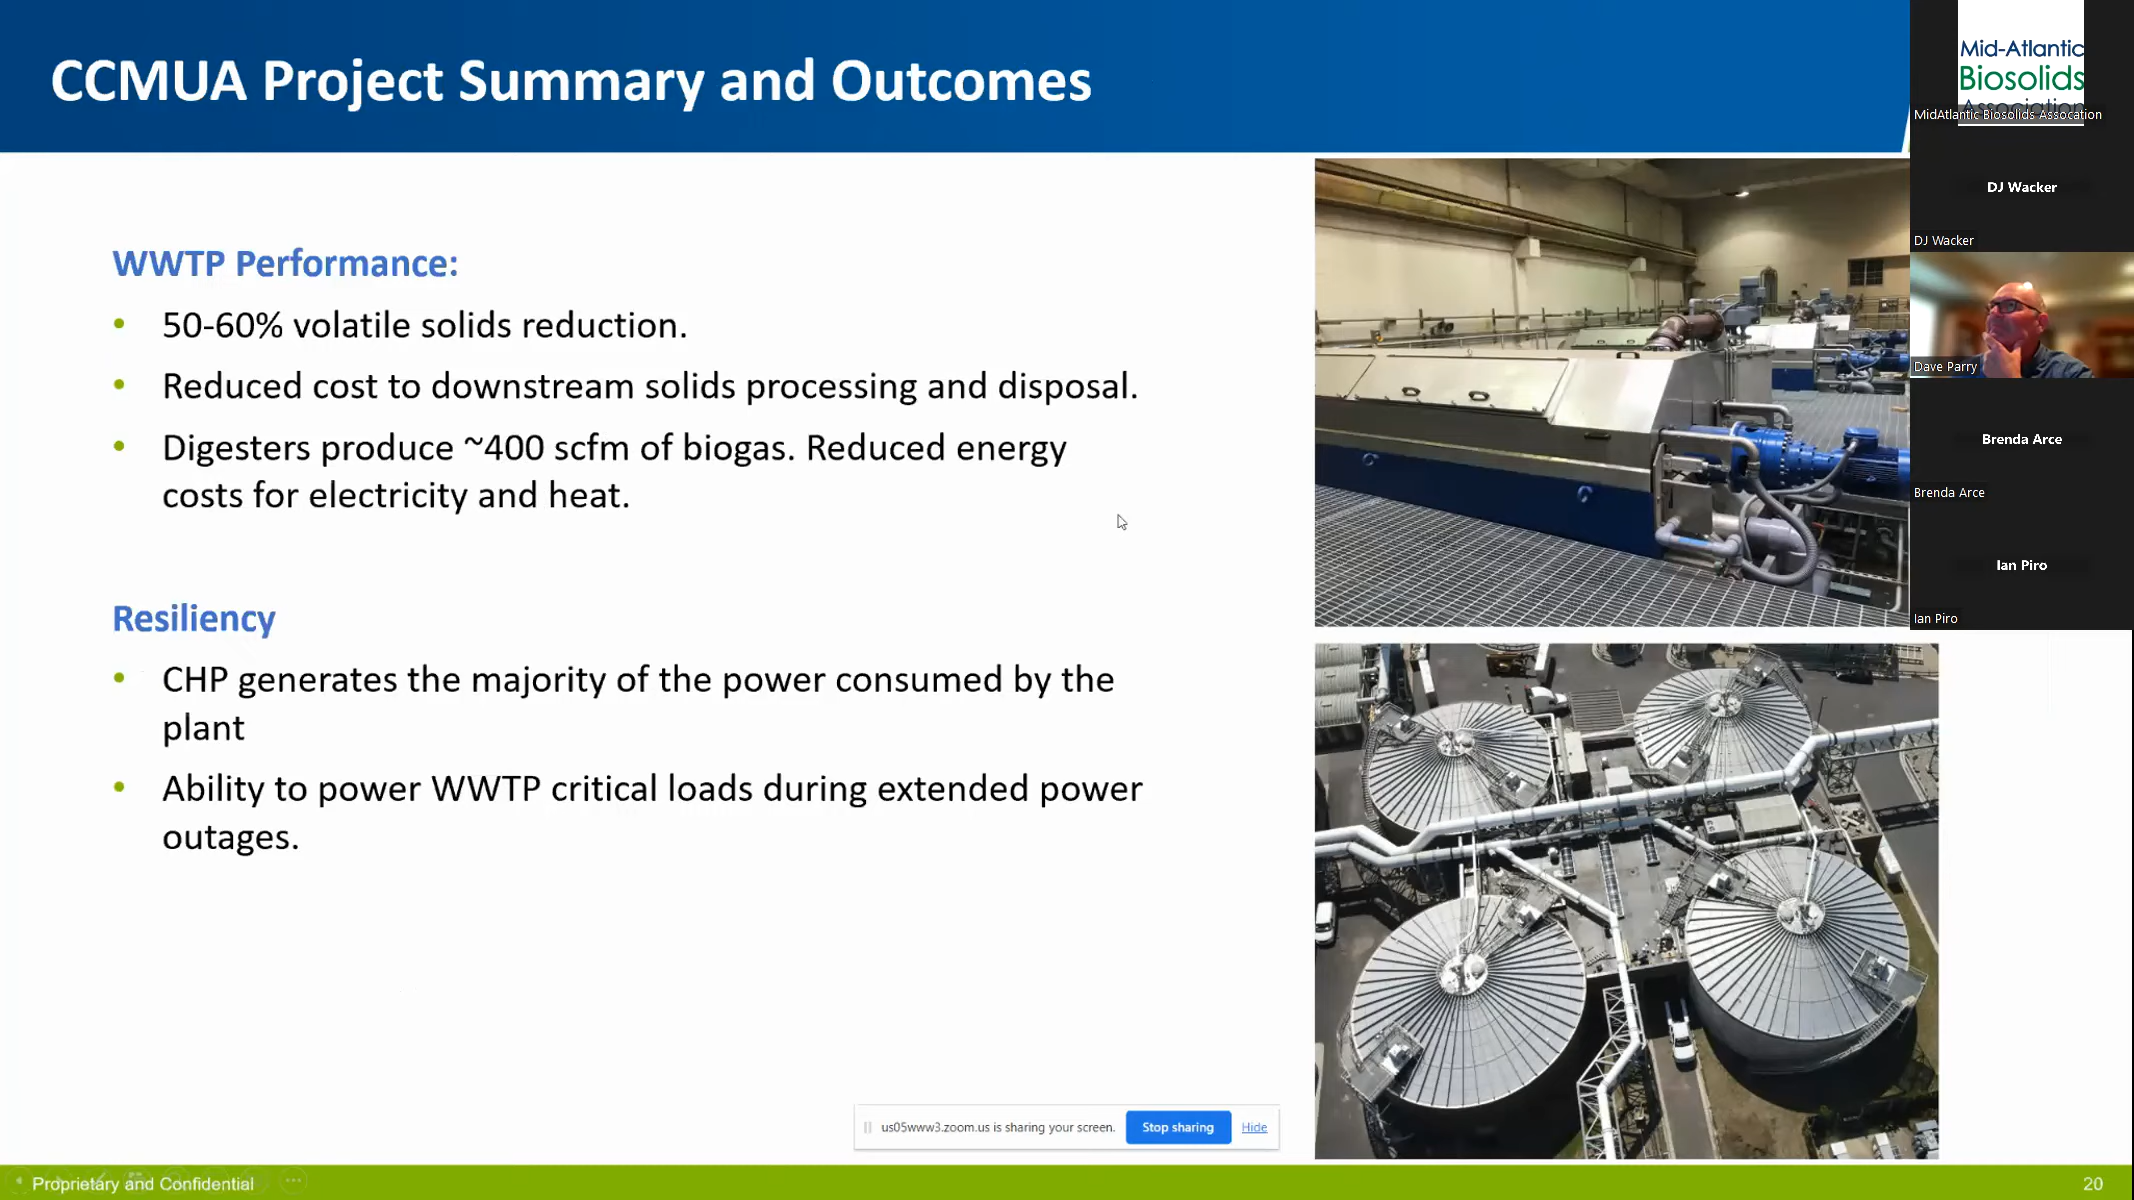 CCMUA Project Summary and Outcomes
WWTP Performance:
• 50-60% volatile solids reduction.
• Reduced cost to downstream solids processing and disposal.
• Digesters produce ~400 scfm of biogas. Reduced energy
costs for electricity and heat.
Resiliency
• CHP generates the majority of the power consumed by the
plant
• Ability to power WWTP critical loads during extended power
outages.
us05www3.zoom.us is sharing your screen. Stop sharing Hide
Proprietary and Confidential
20
Mid-Atlantic
Biosolids
Association
MidAtlantic Biosolids Assocation
DJ Wacker
DJ Wacker
Dave Parry
Brenda Arce
Brenda Arce
Ian Piro
Ian Piro